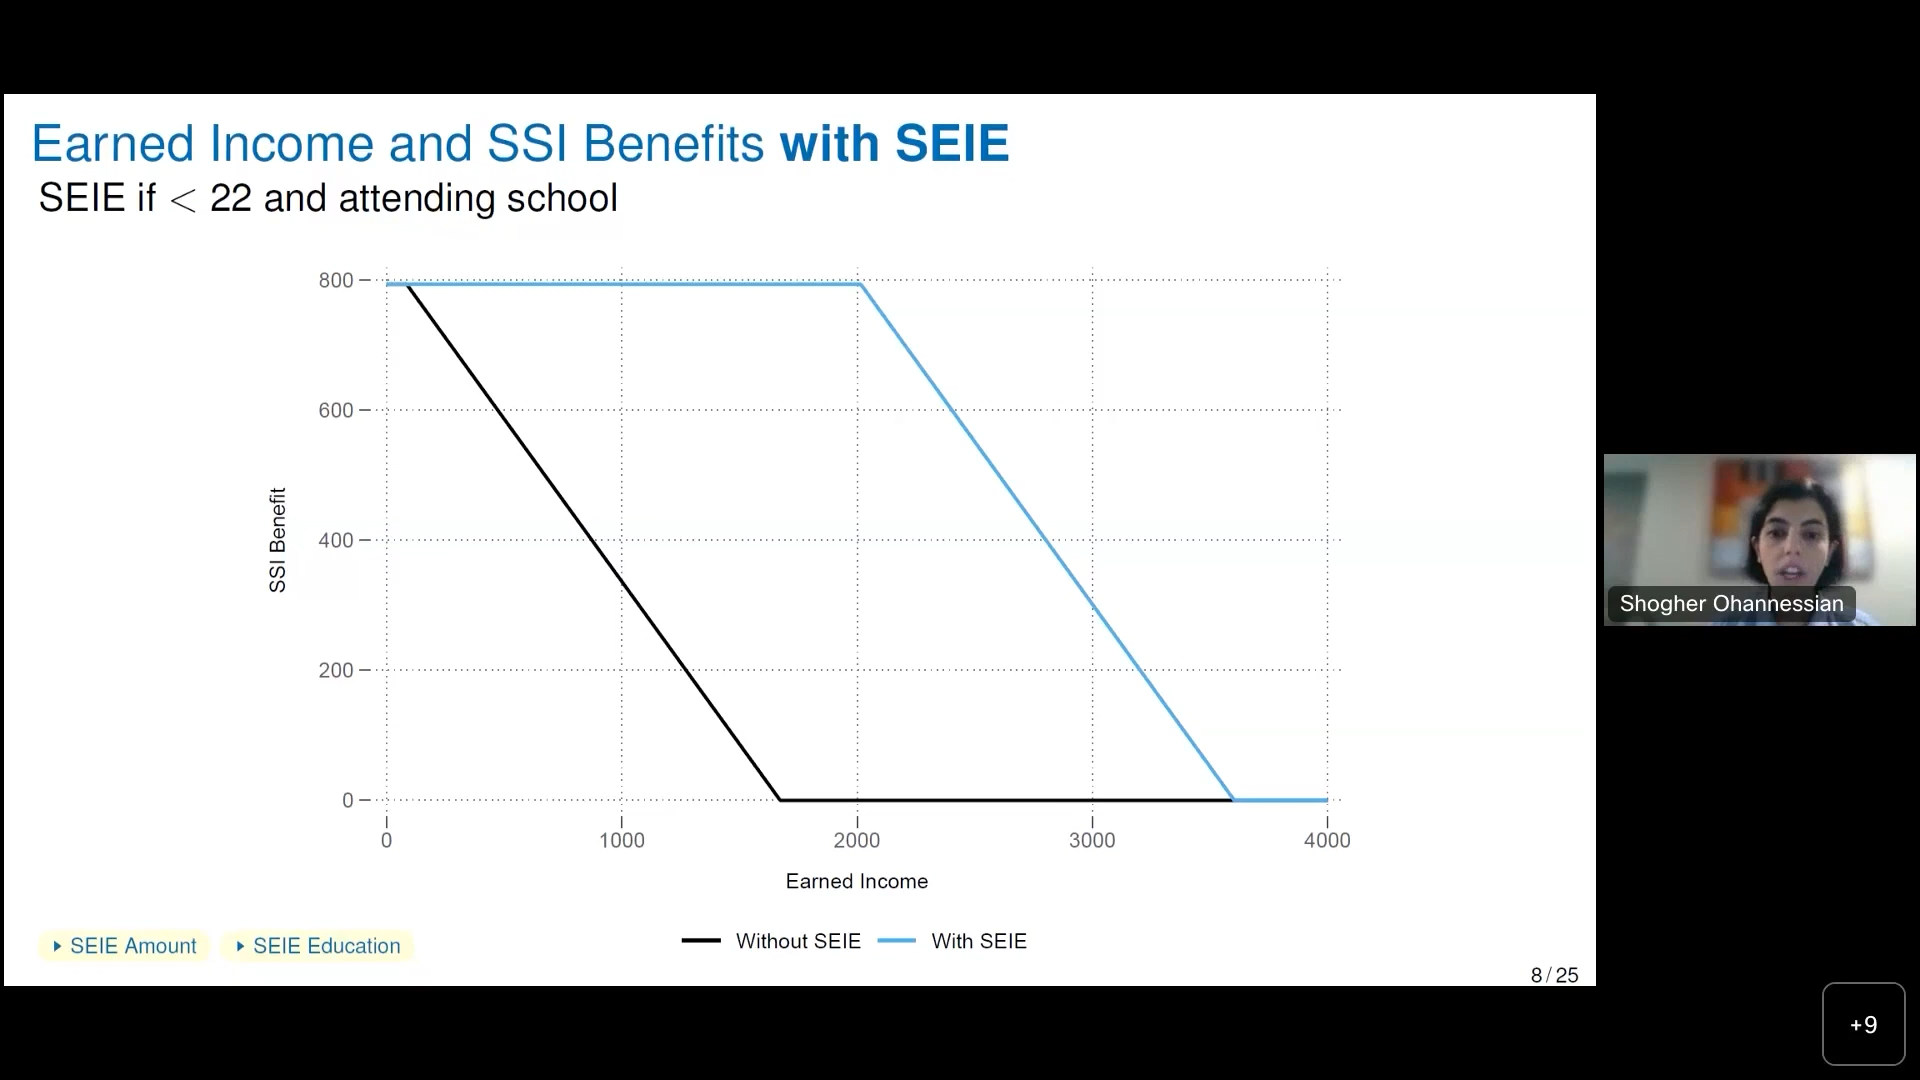 Earned Income and SSI Benefits with SEIE
SEIE if < 22 and attending school
800
600
400
200
0
SSI Benefit
0 1000 2000 3000 4000
Earned Income
Without SEIE With SEIE
SEIE Amount SEIE Education
8 / 25
Shogher Ohannessian
+9